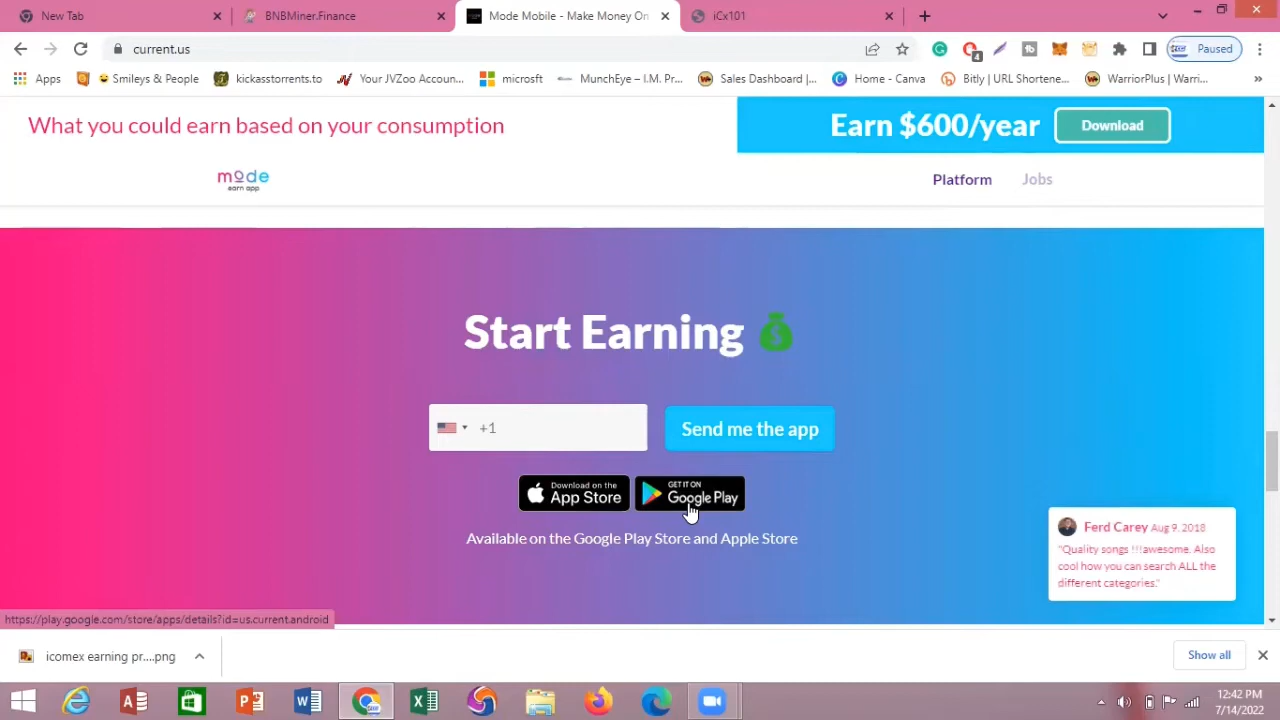 New Tab
BNBMiner.Finance
Mode Mobile - Make Money On
iCx101
current.us
4
Paused
Apps
Smileys & People
kickasstorrents.to
Your JVZoo Accoun...
microsft
MunchEye – I.M. Pr...
Sales Dashboard |...
Home - Canva
Bitly | URL Shortene...
WarriorPlus | Warri...
What you could earn based on your consumption
Earn $600/year
Download
mode
earn app
Platform
Jobs
Start Earning
+1
Send me the app
Download on the
App Store
GET IT ON
Google Play
Available on the Google Play Store and Apple Store
Ferd Carey Aug 9, 2018
"Quality songs !!!awesome. Also
cool how you can search ALL the
different categories."
https://play.google.com/store/apps/details?id=us.current.android
icomex earning pr....png
Show all
12:42 PM
7/14/2022